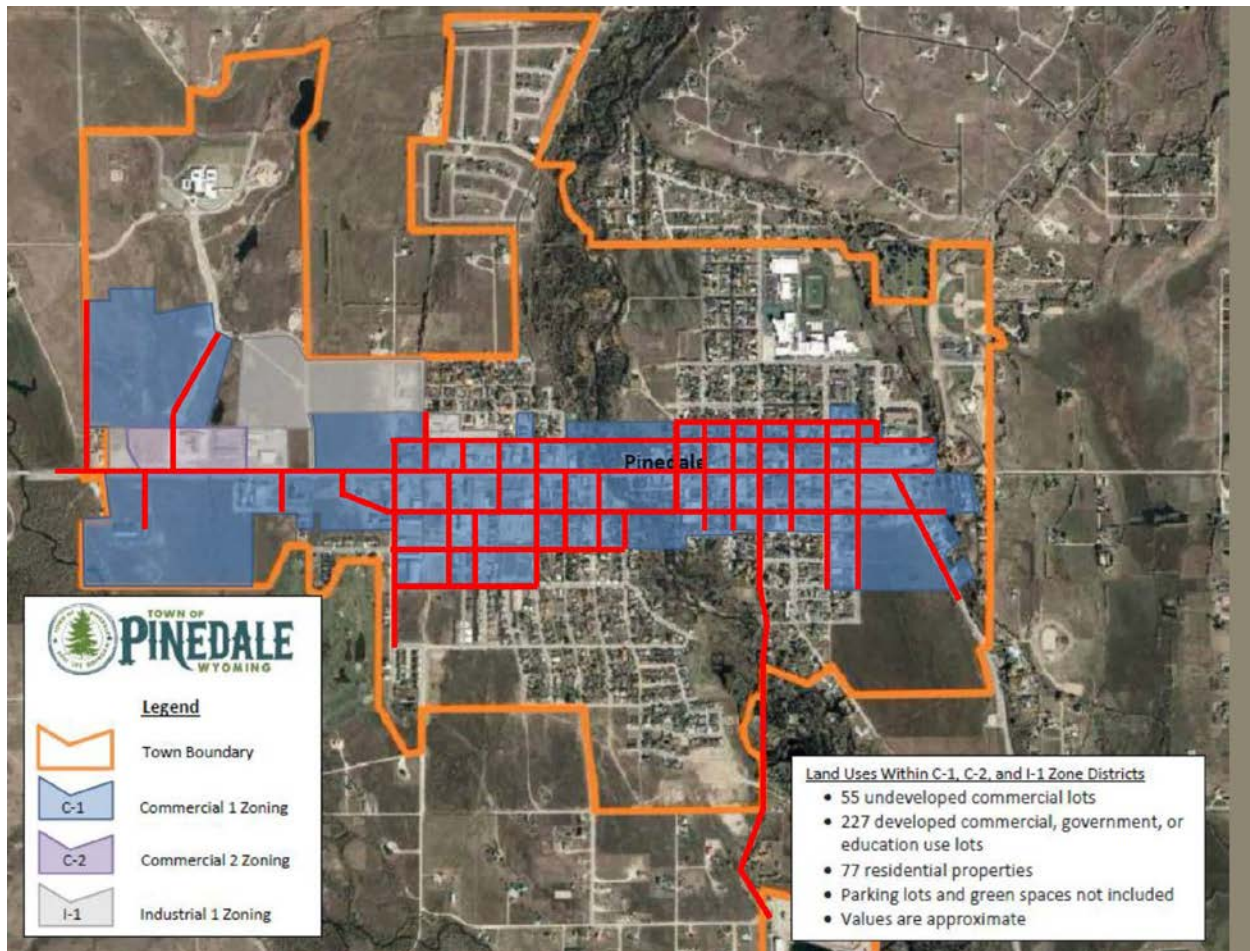 Pinedale
TOWN OF
PINEDALE
WYOMING
Legend
Town Boundary
C-1
Commercial 1 Zoning
C-2
Commercial 2 Zoning
I-1
Industrial 1 Zoning
Land Uses Within C-1, C-2, and I-1 Zone Districts
• 55 undeveloped commercial lots
• 227 developed commercial, government, or
education use lots
• 77 residential properties
• Parking lots and green spaces not included
• Values are approximate